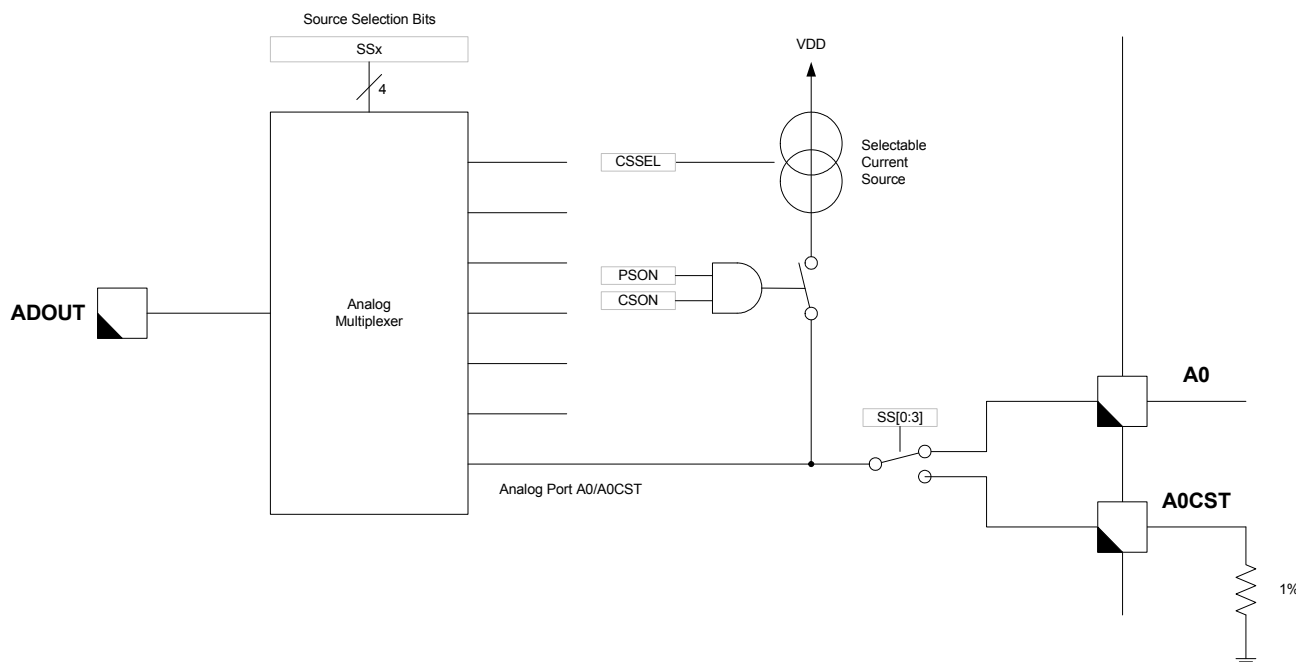 Source Selection Bits
SSx
4
VDD
CSSEL
Selectable
Current
Source
PSON
CSON
ADOUT
Analog
Multiplexer
A0
SS[0:3]
Analog Port A0/A0CST
A0CST
1%